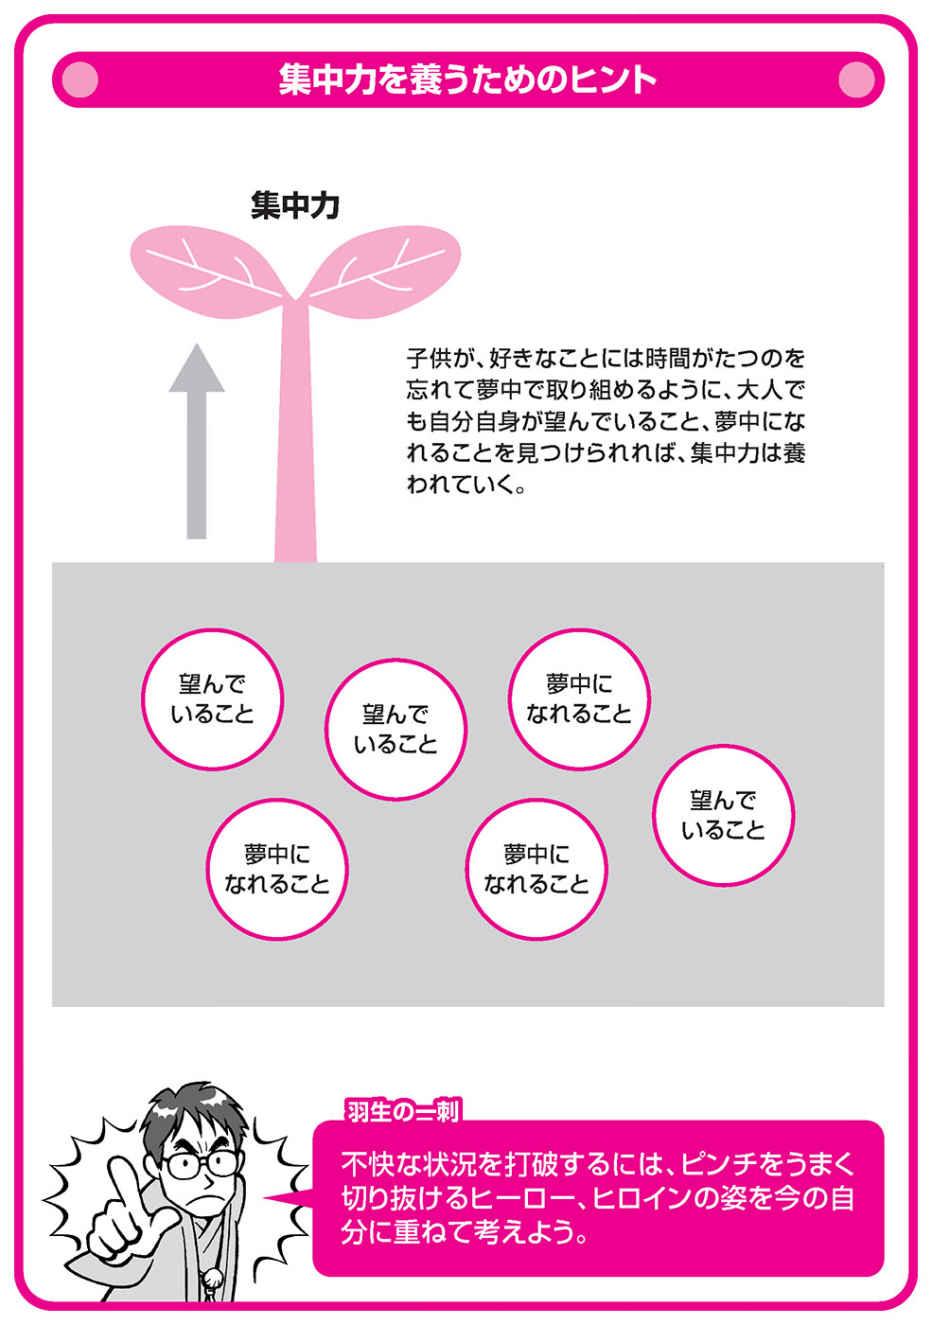 集中力を養うためのヒント
集中力
子供が、好きなことには時間がたつのを
忘れて夢中で取り組めるように、大人で
も自分自身が望んでいること、夢中にな
れることを見つけられれば、集中力は養
われていく。
望んで
いること
望んで
いること
夢中に
なれること
望んで
いること
夢中に
なれること
夢中に
なれること
羽生の一刺
不快な状況を打破するには、ピンチをうまく
切り抜けるヒーロー、ヒロインの姿を今の自
分に重ねて考えよう。